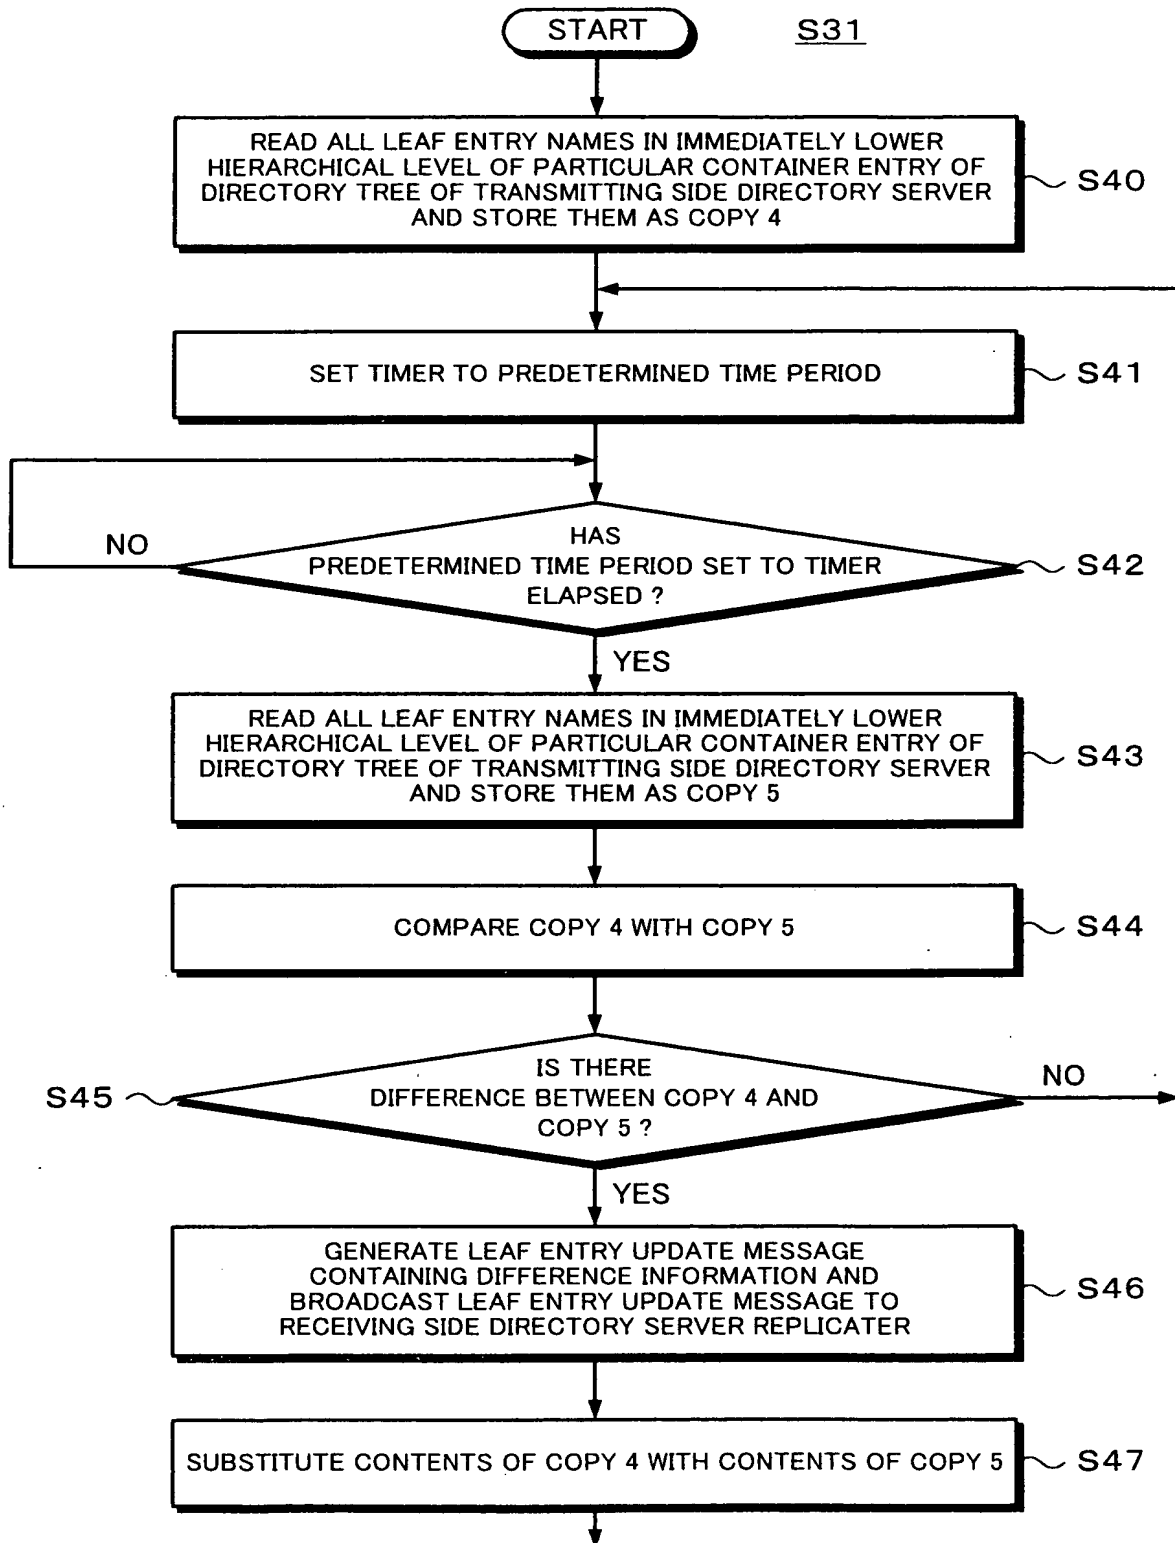 START
S31
READ ALL LEAF ENTRY NAMES IN IMMEDIATELY LOWER
HIERARCHICAL LEVEL OF PARTICULAR CONTAINER ENTRY OF
DIRECTORY TREE OF TRANSMITTING SIDE DIRECTORY SERVER
AND STORE THEM AS COPY 4
S40
SET TIMER TO PREDETERMINED TIME PERIOD
S41
NO
HAS
PREDETERMINED TIME PERIOD SET TO TIMER
ELAPSED ?
S42
YES
READ ALL LEAF ENTRY NAMES IN IMMEDIATELY LOWER
HIERARCHICAL LEVEL OF PARTICULAR CONTAINER ENTRY OF
DIRECTORY TREE OF TRANSMITTING SIDE DIRECTORY SERVER
AND STORE THEM AS COPY 5
S43
COMPARE COPY 4 WITH COPY 5
S44
S45
IS THERE
DIFFERENCE BETWEEN COPY 4 AND
COPY 5 ?
NO
YES
GENERATE LEAF ENTRY UPDATE MESSAGE
CONTAINING DIFFERENCE INFORMATION AND
BROADCAST LEAF ENTRY UPDATE MESSAGE TO
RECEIVING SIDE DIRECTORY SERVER REPLICATER
S46
SUBSTITUTE CONTENTS OF COPY 4 WITH CONTENTS OF COPY 5
S47